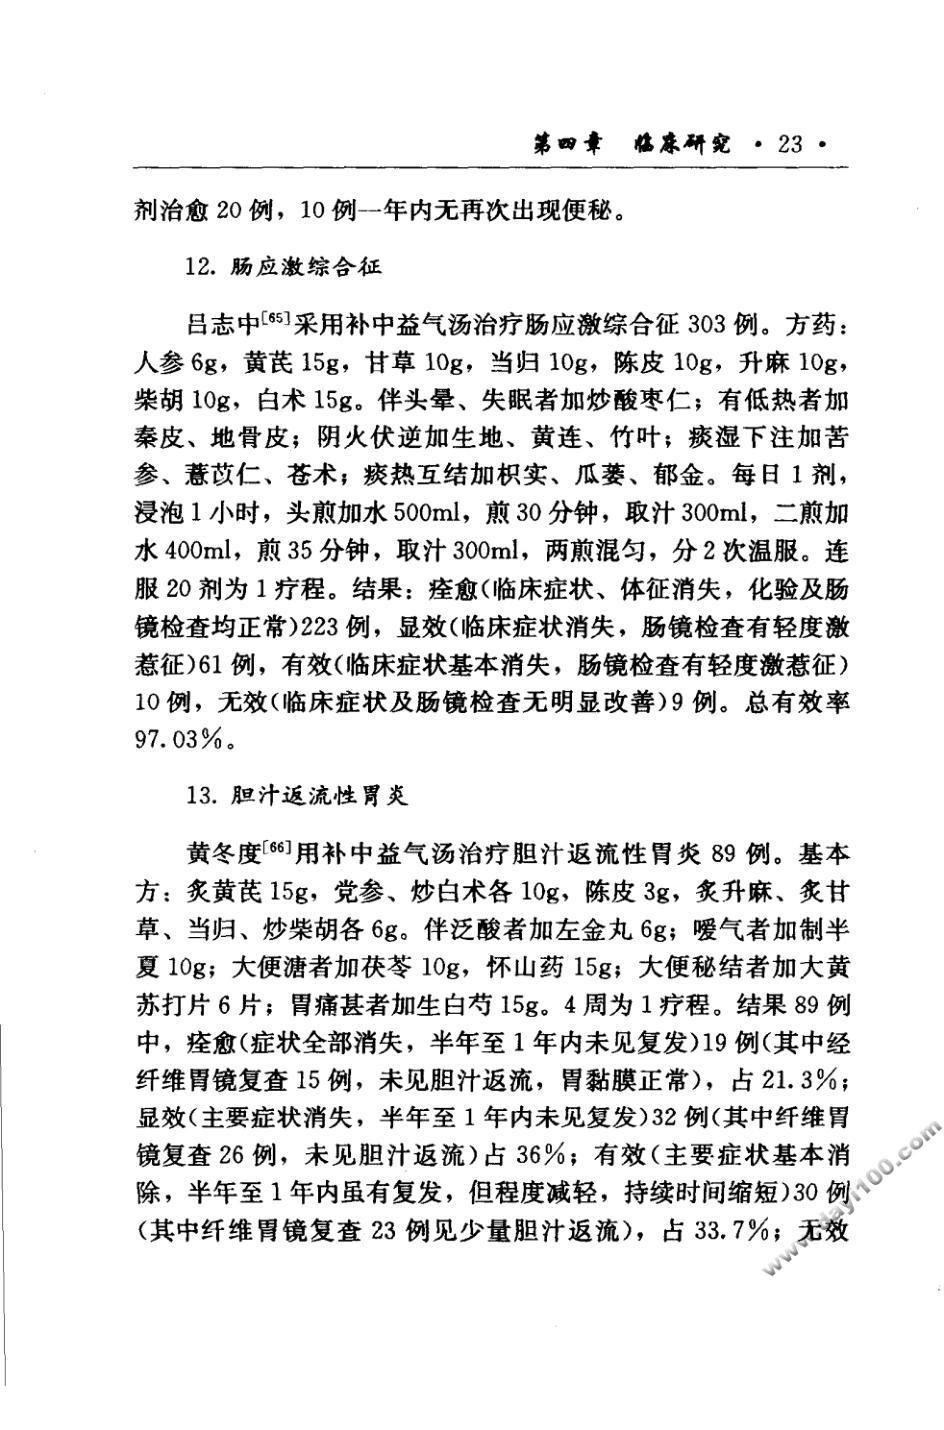 第四章 临床研究 · 23 ·
剂治愈 20 例，10 例一年内无再次出现便秘。
12. 肠应激综合征
吕志中[65]采用补中益气汤治疗肠应激综合征 303 例。方药：
人参 6g，黄芪 15g，甘草 10g，当归 10g，陈皮 10g，升麻 10g，
柴胡 10g，白术 15g。伴头晕、失眠者加炒酸枣仁；有低热者加
秦皮、地骨皮；阴火伏逆加生地、黄连、竹叶；痰湿下注加苦
参、薏苡仁、苍术；痰热互结加枳实、瓜蒌、郁金。每日 1 剂，
浸泡 1 小时，头煎加水 500ml，煎 30 分钟，取汁 300ml，二煎加
水 400ml，煎 35 分钟，取汁 300ml，两煎混匀，分 2 次温服。连
服 20 剂为 1 疗程。结果：痊愈(临床症状、体征消失，化验及肠
镜检查均正常)223 例，显效(临床症状消失，肠镜检查有轻度激
惹征)61 例，有效(临床症状基本消失，肠镜检查有轻度激惹征)
10 例，无效(临床症状及肠镜检查无明显改善)9 例。总有效率
97.03%。
13. 胆汁返流性胃炎
黄冬度[66]用补中益气汤治疗胆汁返流性胃炎 89 例。基本
方：炙黄芪 15g，党参、炒白术各 10g，陈皮 3g，炙升麻、炙甘
草、当归、炒柴胡各 6g。伴泛酸者加左金丸 6g；嗳气者加制半
夏 10g；大便溏者加茯苓 10g，怀山药 15g；大便秘结者加大黄
苏打片 6 片；胃痛甚者加生白芍 15g。4 周为 1 疗程。结果 89 例
中，痊愈(症状全部消失，半年至 1 年内未见复发)19 例(其中经
纤维胃镜复查 15 例，未见胆汁返流，胃黏膜正常)，占 21.3%；
显效(主要症状消失，半年至 1 年内未见复发)32 例(其中纤维胃
镜复查 26 例，未见胆汁返流)占 36%；有效(主要症状基本消
除，半年至 1 年内虽有复发，但程度减轻，持续时间缩短)30 例
(其中纤维胃镜复查 23 例见少量胆汁返流)，占 33.7%；无效
www.dayi100.com